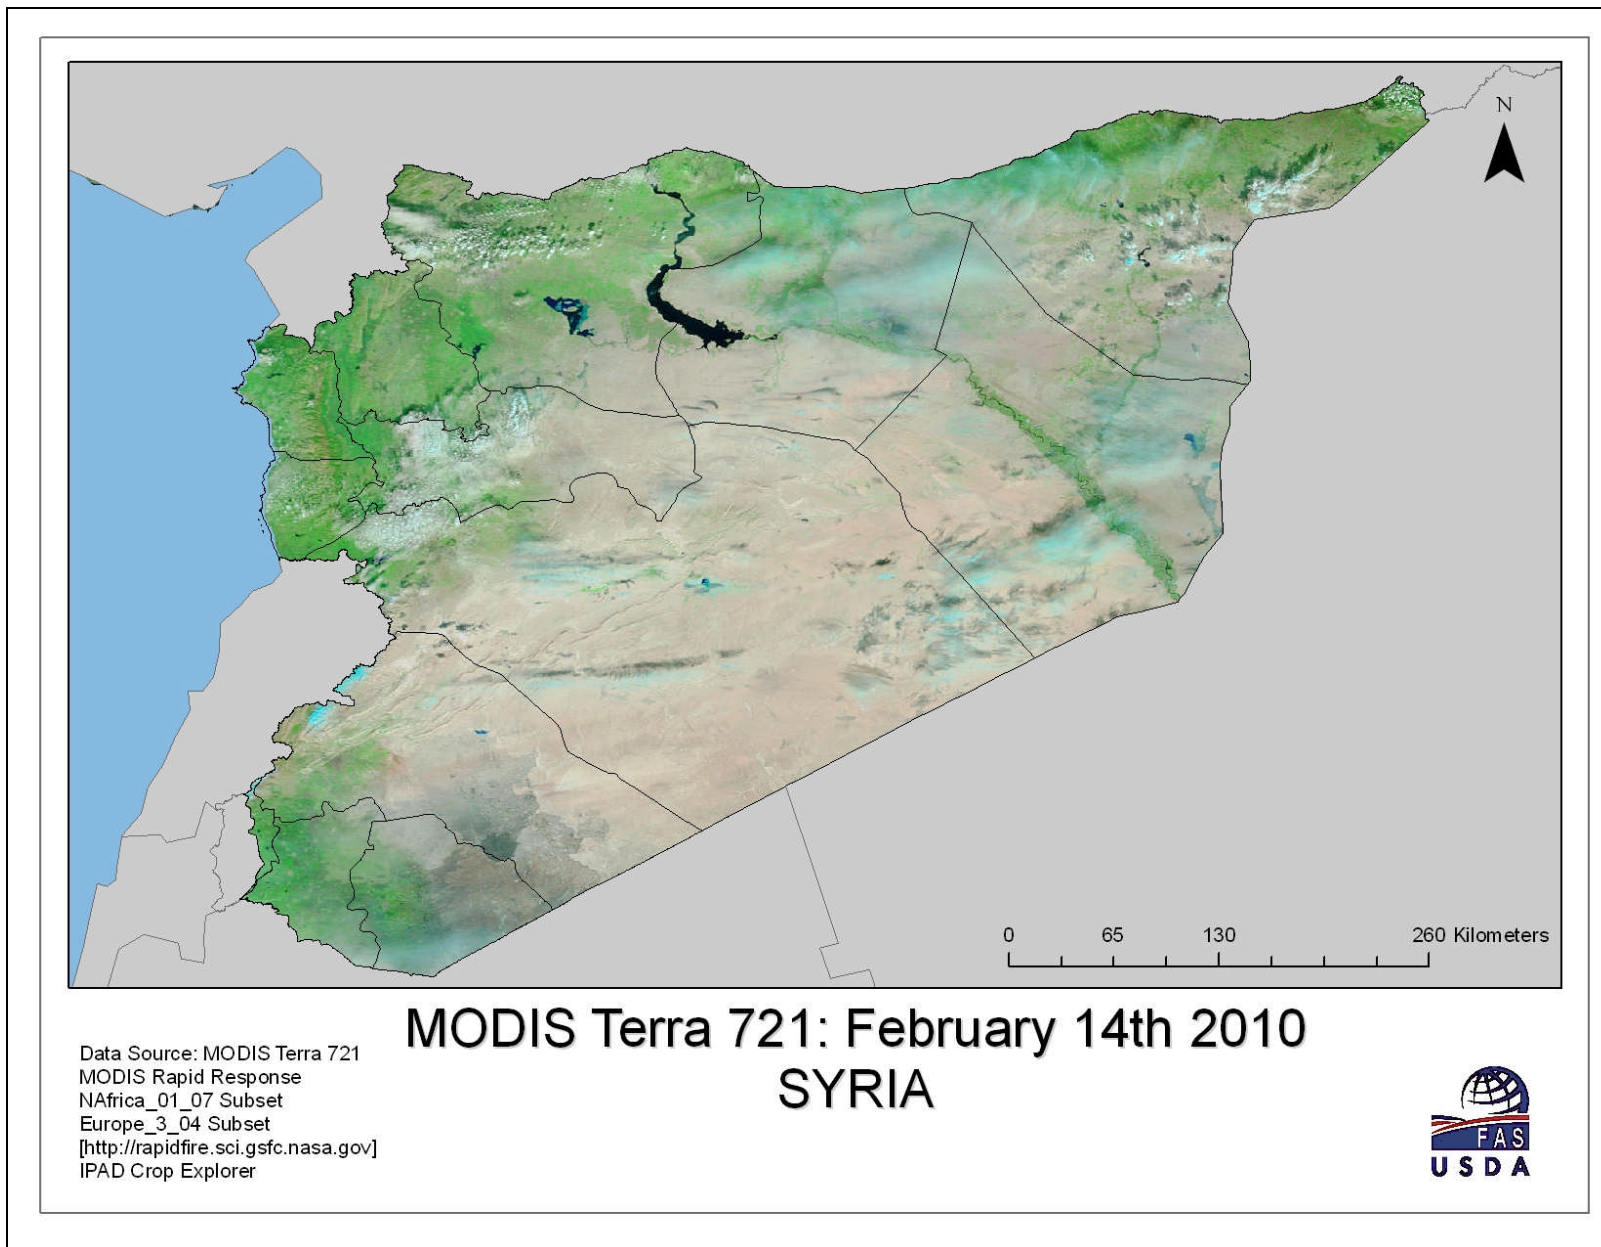 N
0 65 130 260 Kilometers
MODIS Terra 721: February 14th 2010
SYRIA
Data Source: MODIS Terra 721
MODIS Rapid Response
NAfrica_01_07 Subset
Europe_3_04 Subset
[http://rapidfire.sci.gsfc.nasa.gov]
IPAD Crop Explorer
FAS
USDA